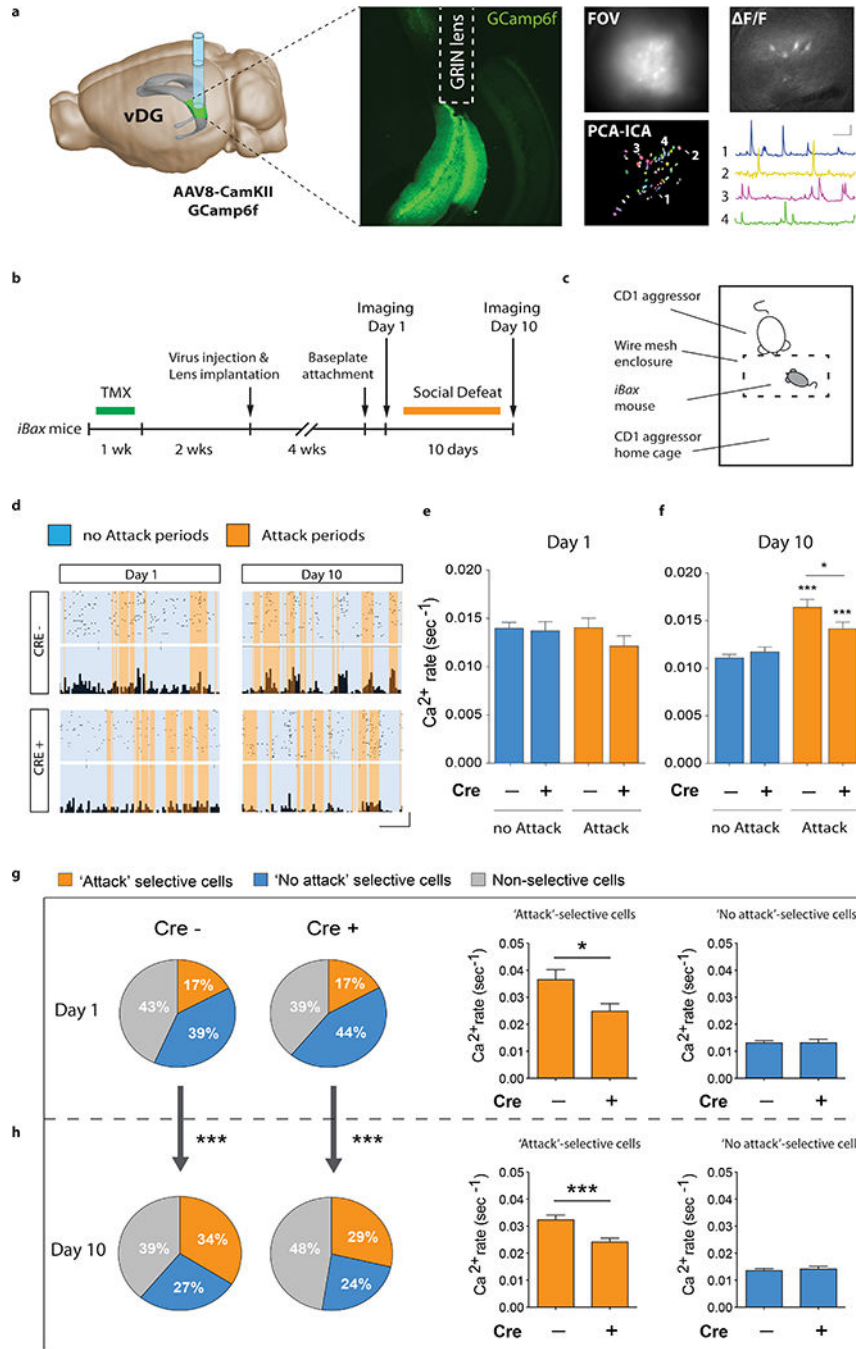 a
vDG
AAV8-CamKII
GCamp6f
GCamp6f
GRIN lens
FOV
ΔF/F
PCA-ICA
3
4
2
1
1
2
3
4
b
Imaging
Day 1
Imaging
Day 10
Virus injection &
Lens implantation
Baseplate
attachment
TMX
Social Defeat
iBax mice
1 wk
2 wks
4 wks
10 days
c
CD1 aggressor
Wire mesh
enclosure
iBax
mouse
CD1 aggressor
home cage
d
no Attack periods
Attack periods
Day 1
Day 10
CRE -
CRE +
e
Day 1
Ca2+ rate (sec-1)
0.020
0.015
0.010
0.005
0.000
Cre
– + – +
no Attack
Attack
f
Day 10
0.020
0.015
0.010
0.005
0.000
*
***
***
Cre
– + – +
no Attack
Attack
g
'Attack' selective cells
'No attack' selective cells
Non-selective cells
Cre -
Cre +
Day 1
43%
17%
39%
39%
17%
44%
'Attack'-selective cells
Ca2+rate (sec-1)
0.05
0.04
0.03
0.02
0.01
0.00
*
Cre – +
'No attack'-selective cells
Ca2+rate (sec-1)
0.05
0.04
0.03
0.02
0.01
0.00
Cre – +
***
***
h
Day 10
39%
34%
27%
48%
29%
24%
'Attack'-selective cells
Ca2+rate (sec-1)
0.05
0.04
0.03
0.02
0.01
0.00
***
Cre – +
'No attack'-selective cells
Ca2+rate (sec-1)
0.05
0.04
0.03
0.02
0.01
0.00
Cre – +